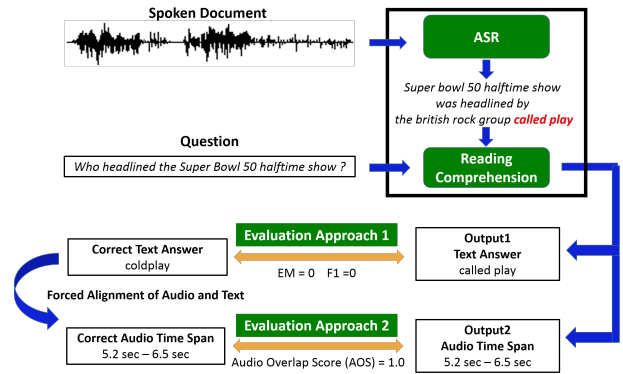 Spoken Document
ASR
Super bowl 50 halftime show
was headlined by
the british rock group called play
Question
Who headlined the Super Bowl 50 halftime show ?
Reading
Comprehension
Evaluation Approach 1
Correct Text Answer
coldplay
EM = 0 F1 =0
Output1
Text Answer
called play
Forced Alignment of Audio and Text
Evaluation Approach 2
Correct Audio Time Span
5.2 sec – 6.5 sec
Audio Overlap Score (AOS) = 1.0
Output2
Audio Time Span
5.2 sec – 6.5 sec